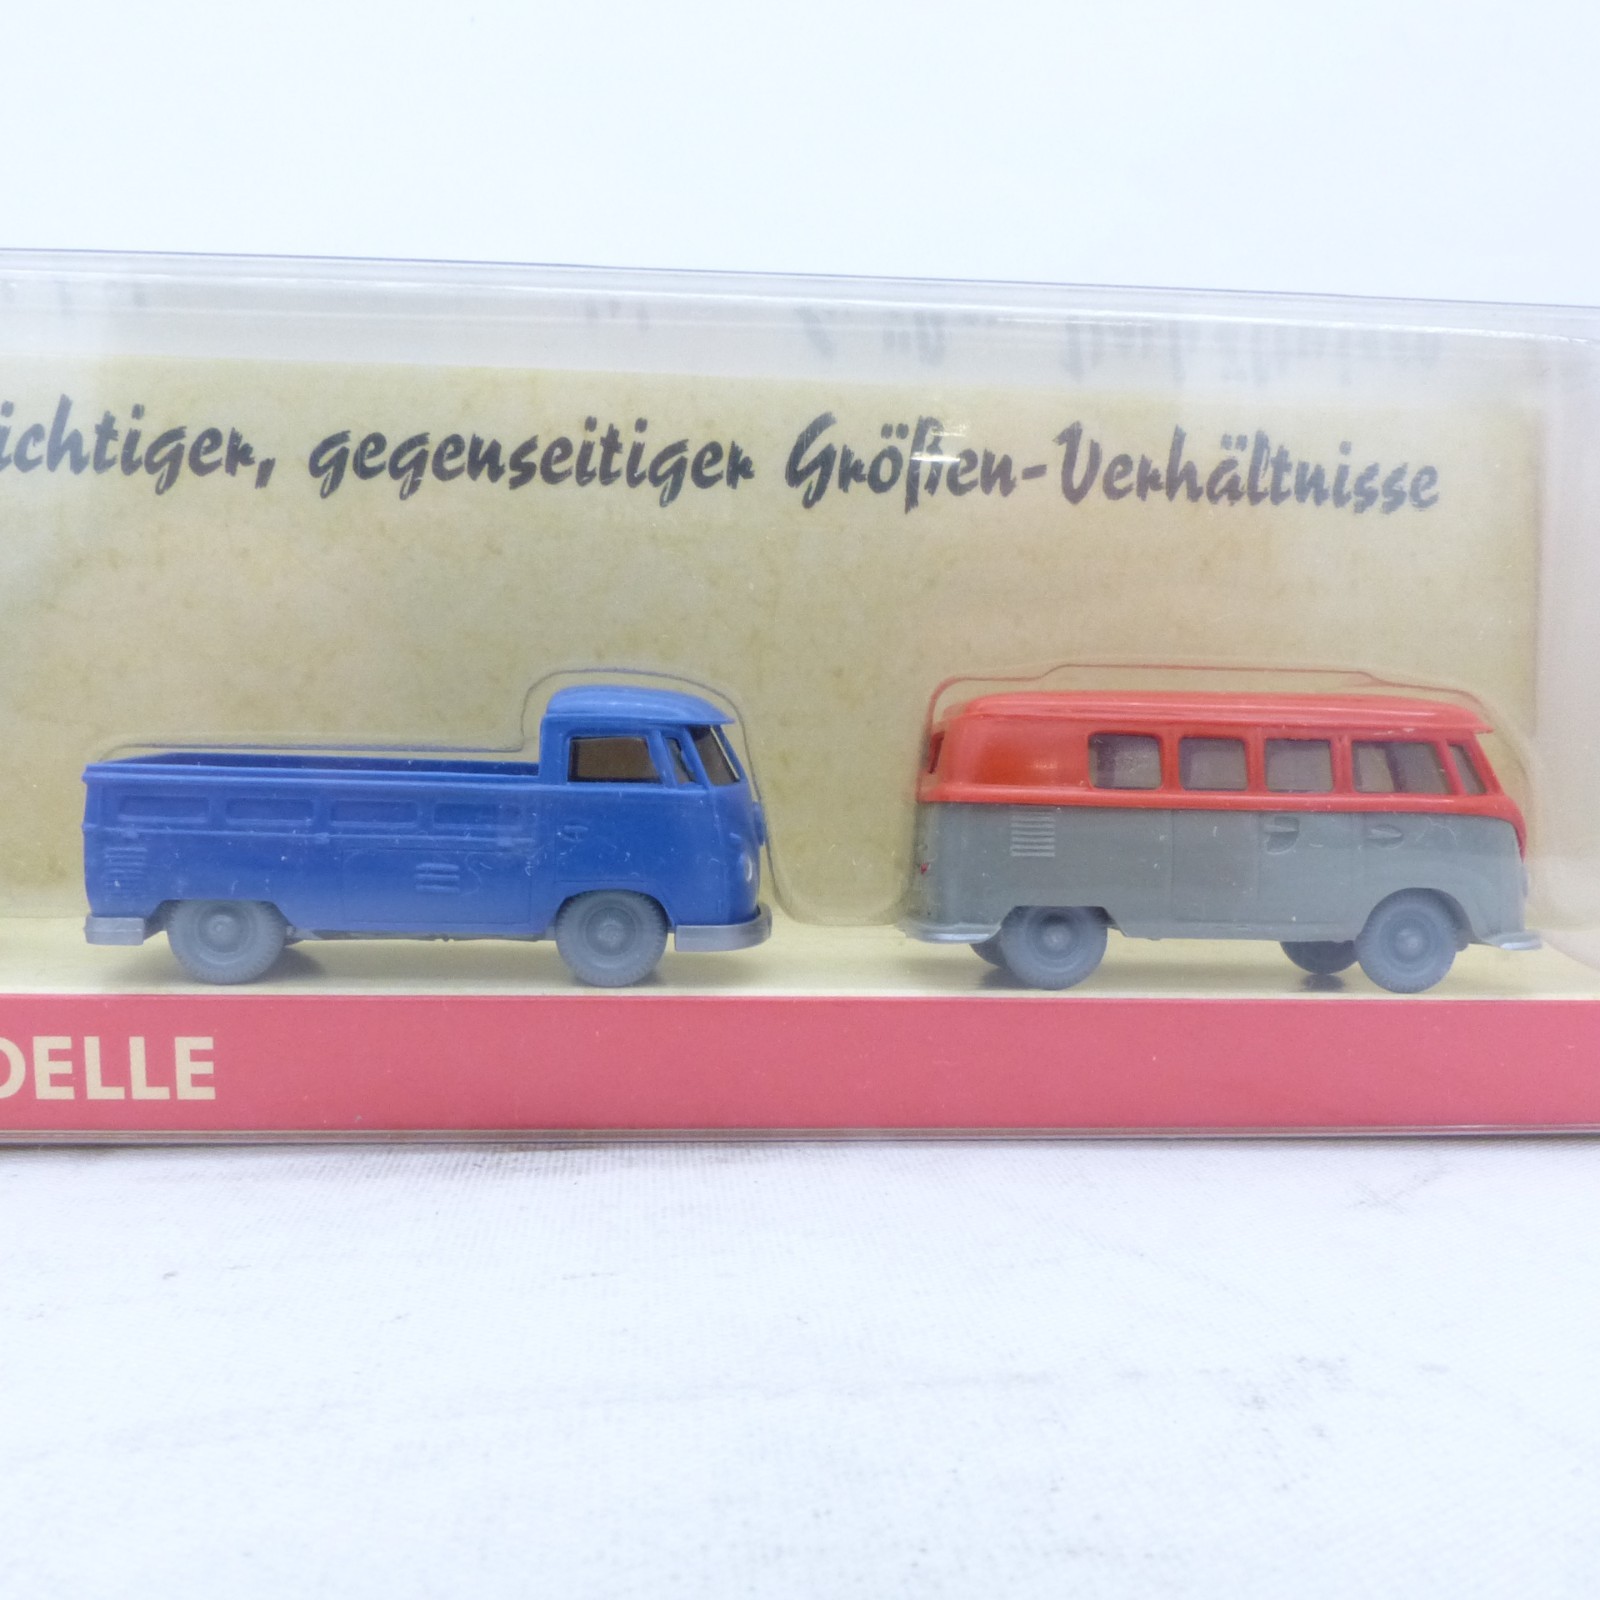 ichtiger, gegenseitiger Größen-Verhältnisse
DELLE